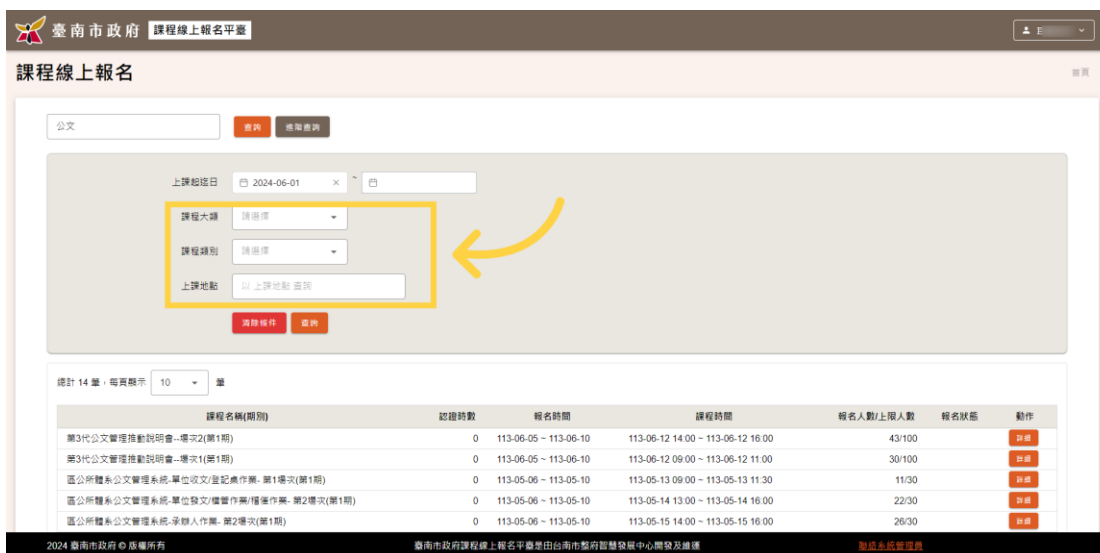 臺南市政府 課程線上報名平臺
E
課程線上報名
首頁
公文 查詢 進階查詢
上課起迄日 2024-06-01 × ~
課程大類 請選擇
課程類別 請選擇
上課地點 以 上課地點 查詢
清除條件 查詢
總計 14 筆，每頁顯示 10 筆
課程名稱(期別) 認證時數 報名時間 課程時間 報名人數/上限人數 報名狀態 動作
第3代公文管理推動說明會--場次2(第1期) 0 113-06-05 ~ 113-06-10 113-06-12 14:00 ~ 113-06-12 16:00 43/100 詳細
第3代公文管理推動說明會--場次1(第1期) 0 113-06-05 ~ 113-06-10 113-06-12 09:00 ~ 113-06-12 11:00 30/100 詳細
區公所體系公文管理系統-單位收文/登記桌作業- 第1場次(第1期) 0 113-05-06 ~ 113-05-10 113-05-13 09:00 ~ 113-05-13 11:30 11/30 詳細
區公所體系公文管理系統-單位發文/檔管作業/稽催作業- 第2場次(第1期) 0 113-05-06 ~ 113-05-10 113-05-14 13:00 ~ 113-05-14 16:00 22/30 詳細
區公所體系公文管理系統-承辦人作業- 第2場次(第1期) 0 113-05-06 ~ 113-05-10 113-05-15 14:00 ~ 113-05-15 16:00 26/30 詳細
2024 臺南市政府 © 版權所有 臺南市政府課程線上報名平臺是由台南市政府智慧發展中心開發及維運 聯絡系統管理員